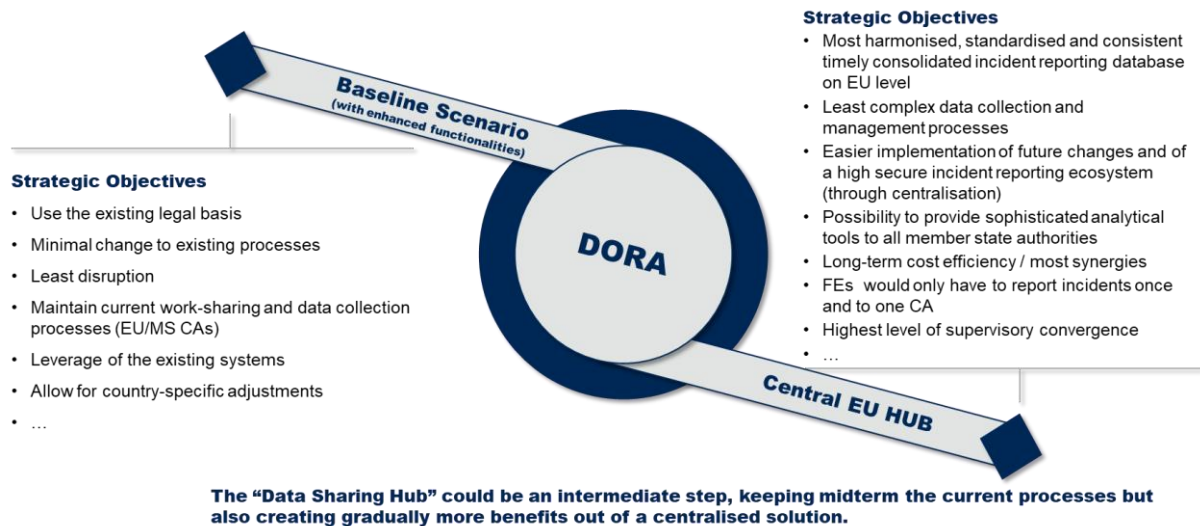 Baseline Scenario
(with enhanced functionalities)
Strategic Objectives
• Use the existing legal basis
• Minimal change to existing processes
• Least disruption
• Maintain current work-sharing and data collection
processes (EU/MS CAs)
• Leverage of the existing systems
• Allow for country-specific adjustments
• ...
DORA
Strategic Objectives
• Most harmonised, standardised and consistent
timely consolidated incident reporting database
on EU level
• Least complex data collection and
management processes
• Easier implementation of future changes and of
a high secure incident reporting ecosystem
(through centralisation)
• Possibility to provide sophisticated analytical
tools to all member state authorities
• Long-term cost efficiency / most synergies
• FEs would only have to report incidents once
and to one CA
• Highest level of supervisory convergence
• ...
Central EU HUB
The “Data Sharing Hub” could be an intermediate step, keeping midterm the current processes but
also creating gradually more benefits out of a centralised solution.